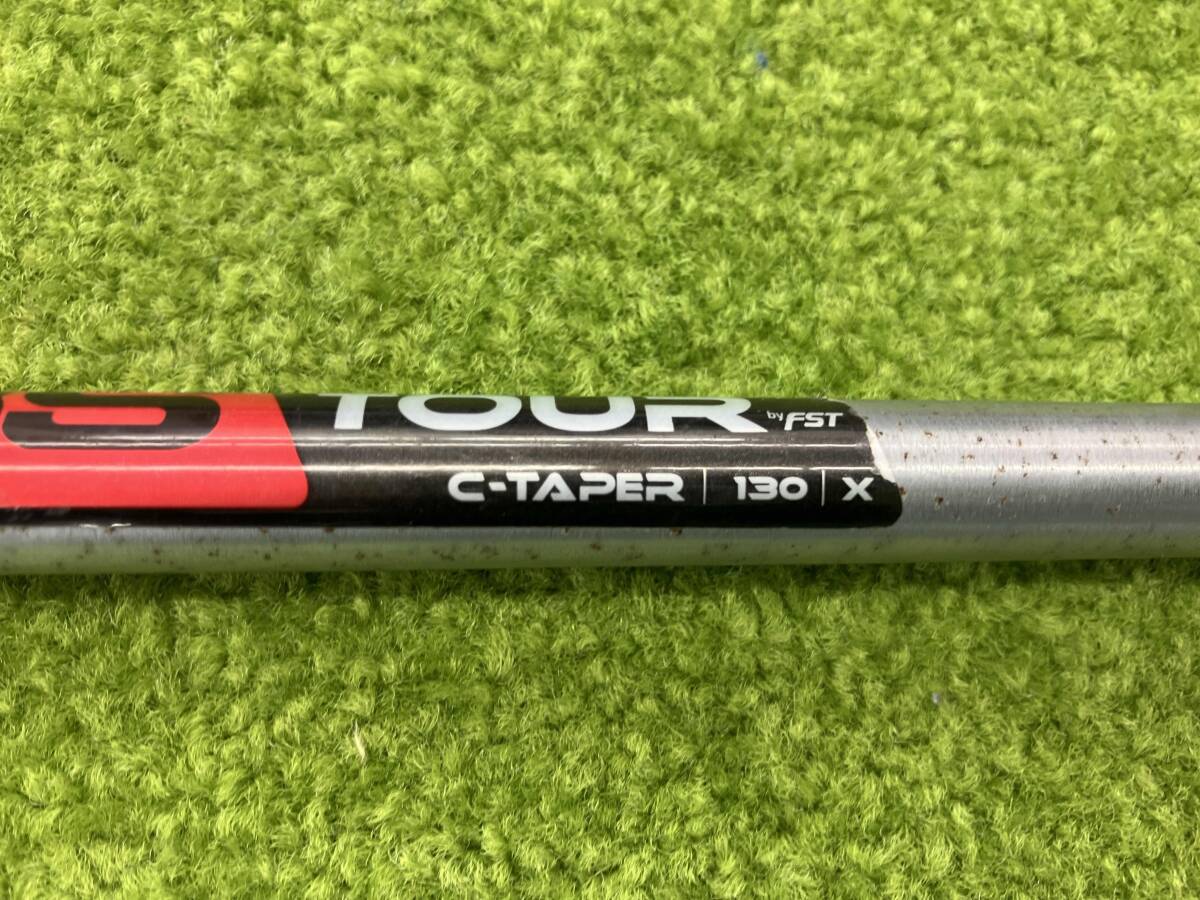 TOUR by FST
C-TAPER | 130 | X